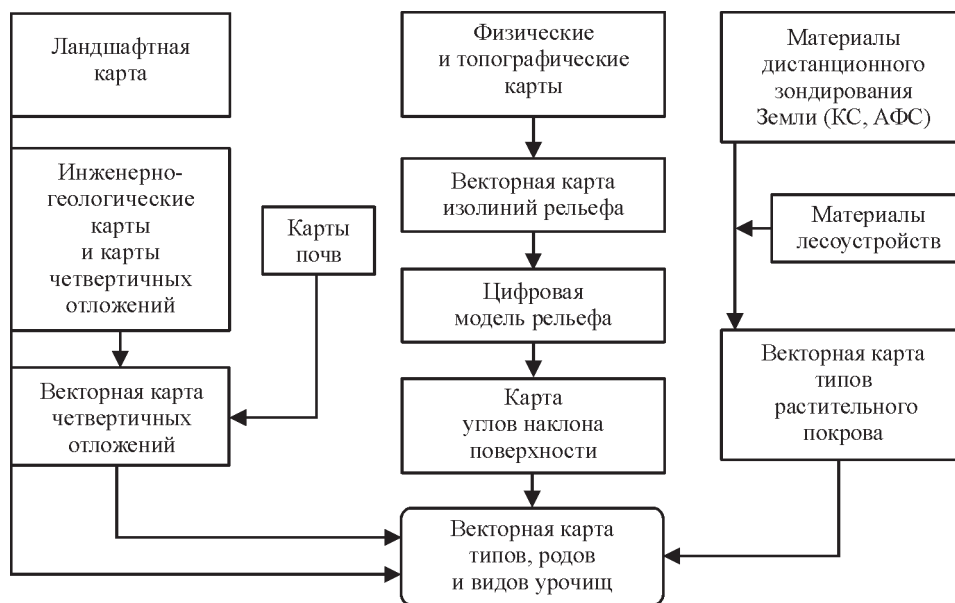 Ландшафтная
карта
Физические
и топографические
карты
Материалы
дистанционного
зондирования
Земли (КС, АФС)
Инженерно-
геологические
карты
и карты
четвертичных
отложений
Карты
почв
Векторная карта
изолиний рельефа
Материалы
лесоустройств
Цифровая
модель рельефа
Векторная карта
четвертичных
отложений
Карта
углов наклона
поверхности
Векторная карта
типов
растительного
покрова
Векторная карта
типов, родов
и видов урочищ